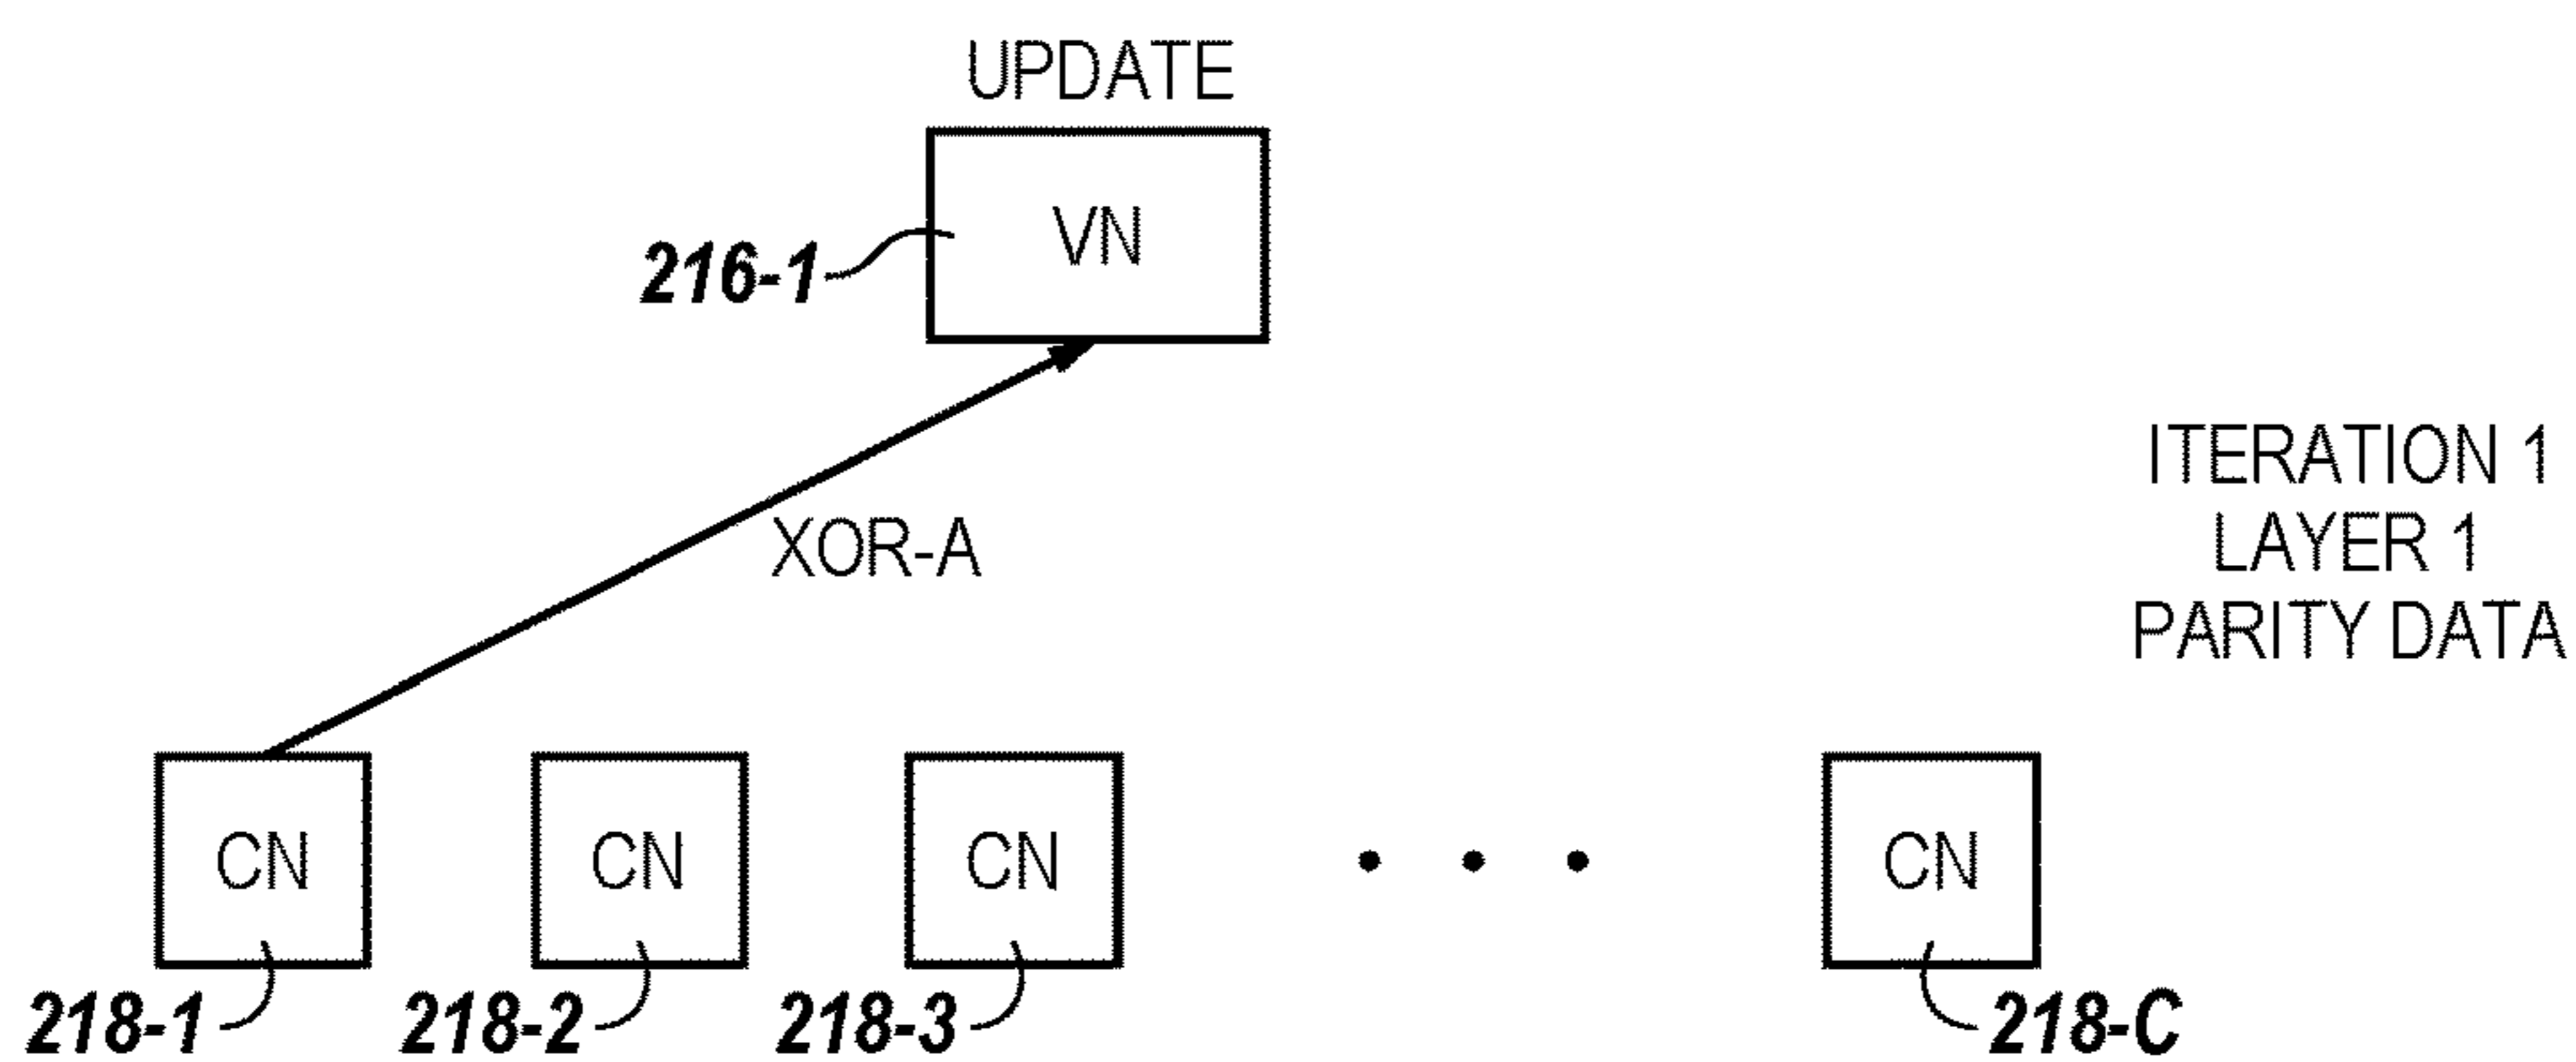 UPDATE
VN
216-1
XOR-A
ITERATION 1
LAYER 1
PARITY DATA
CN CN CN CN
218-1 218-2 218-3 218-C